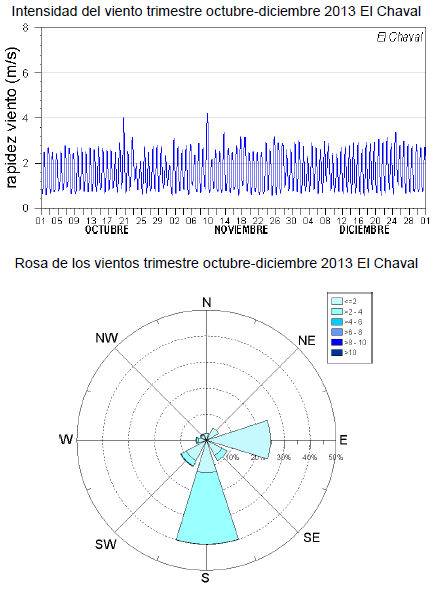 Intensidad del viento trimestre octubre-diciembre 2013 El Chaval
8
El Chaval
rapidez viento (m/s)
6
4
2
0
01 05 09 13 17 21 25 29 02 06 10 14 18 22 26 30 04 08 12 16 20 24 28 01
OCTUBRE NOVIEMBRE DICIEMBRE
Rosa de los vientos trimestre octubre-diciembre 2013 El Chaval
N
<=2
>2 - 4
>4 - 6
>6 - 8
>8 - 10
>10
NW
NE
W
E
10% 20% 30% 40% 50%
SW
SE
S